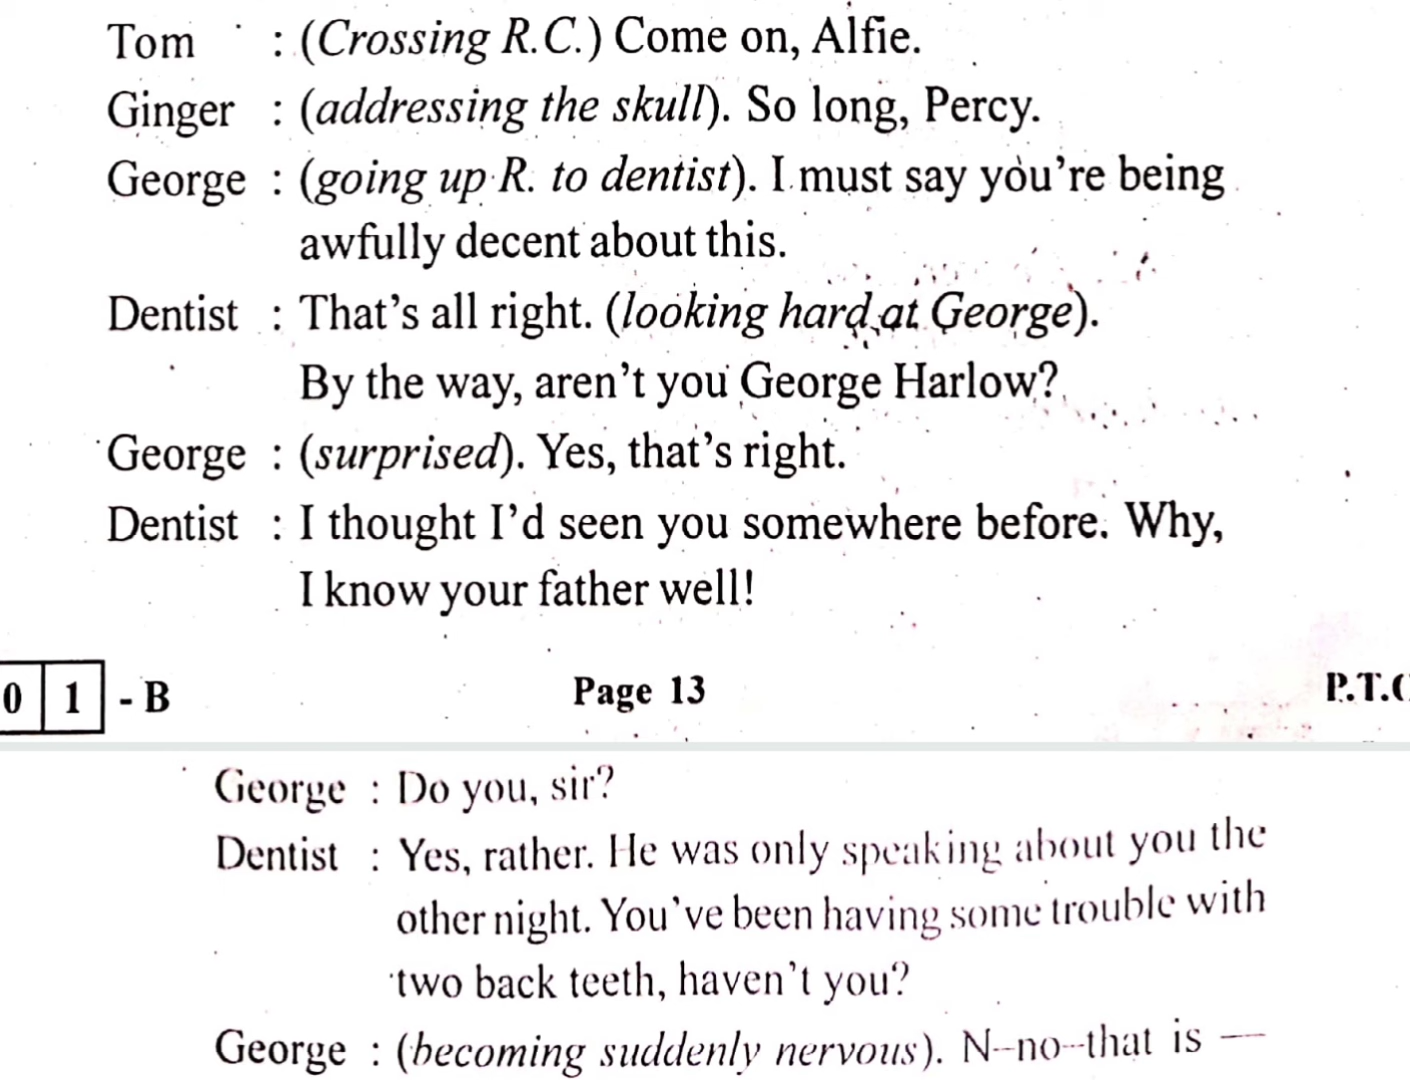 Tom : (Crossing R.C.) Come on, Alfie.
Ginger : (addressing the skull). So long, Percy.
George : (going up R. to dentist). I must say you're being
awfully decent about this.
Dentist : That's all right. (looking hard at George).
By the way, aren't you George Harlow?
George : (surprised). Yes, that's right.
Dentist : I thought I'd seen you somewhere before. Why,
I know your father well!
0 1 - B Page 13 P.T.
George : Do you, sir?
Dentist : Yes, rather. He was only speaking about you the
other night. You've been having some trouble with
two back teeth, haven't you?
George : (becoming suddenly nervous). N--no--that is —